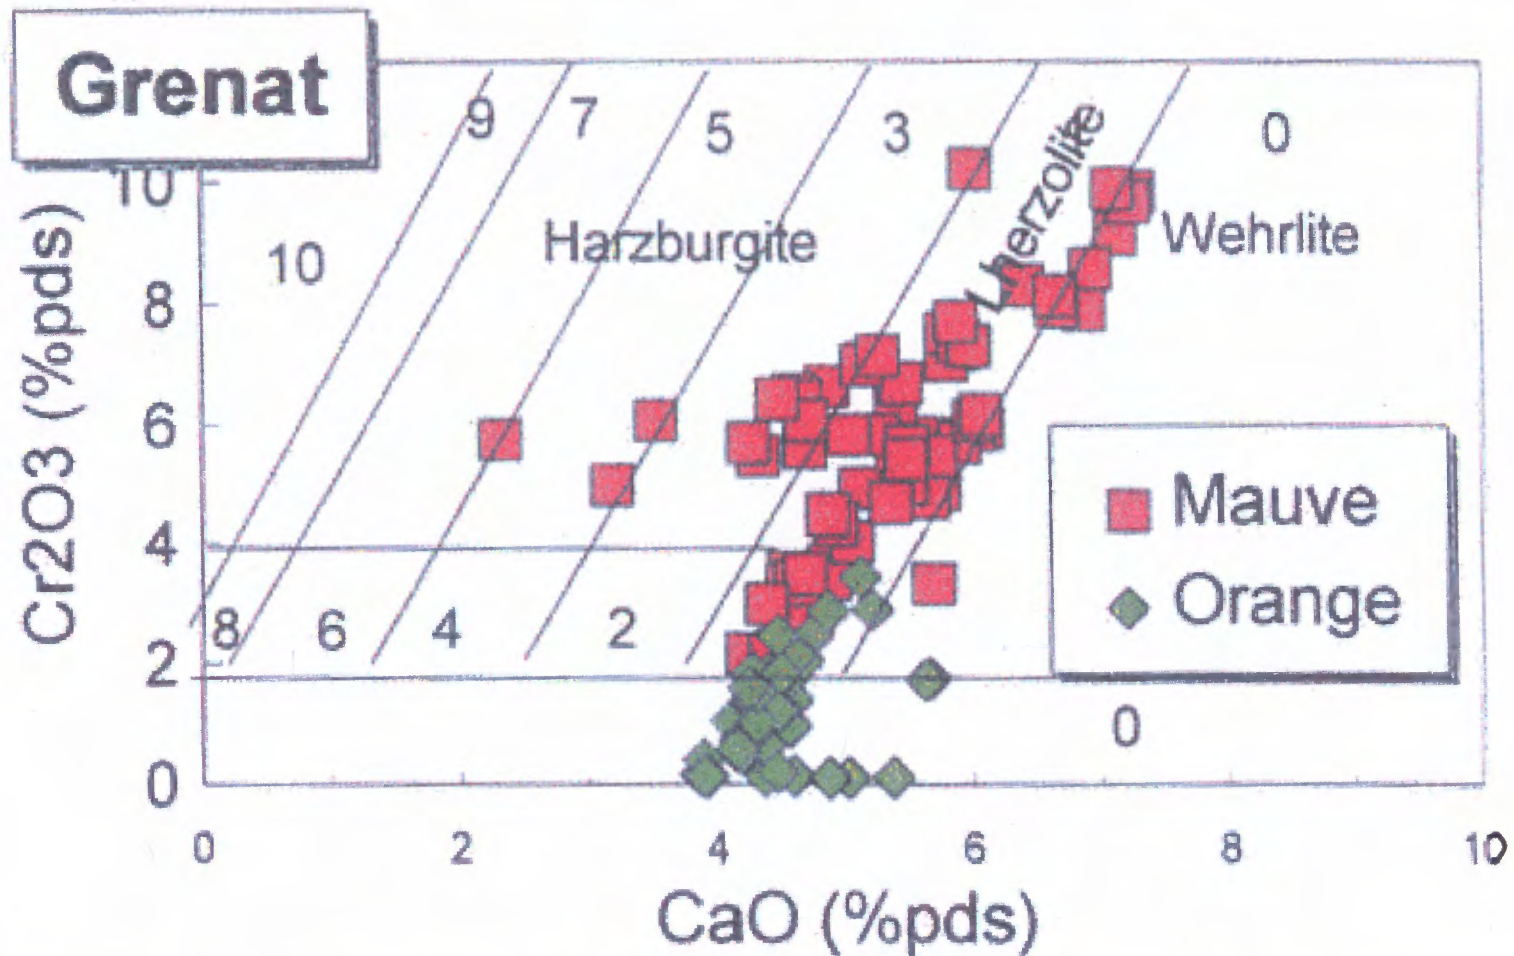 Grenat
9 7 5 3 0
10
Harzburgite
Lherzolite
Wehrlite
10
8
6
4
2
0
8 6 4 2
0
Cr2O3 (%pds)
Mauve
Orange
0 2 4 6 8 10
CaO (%pds)